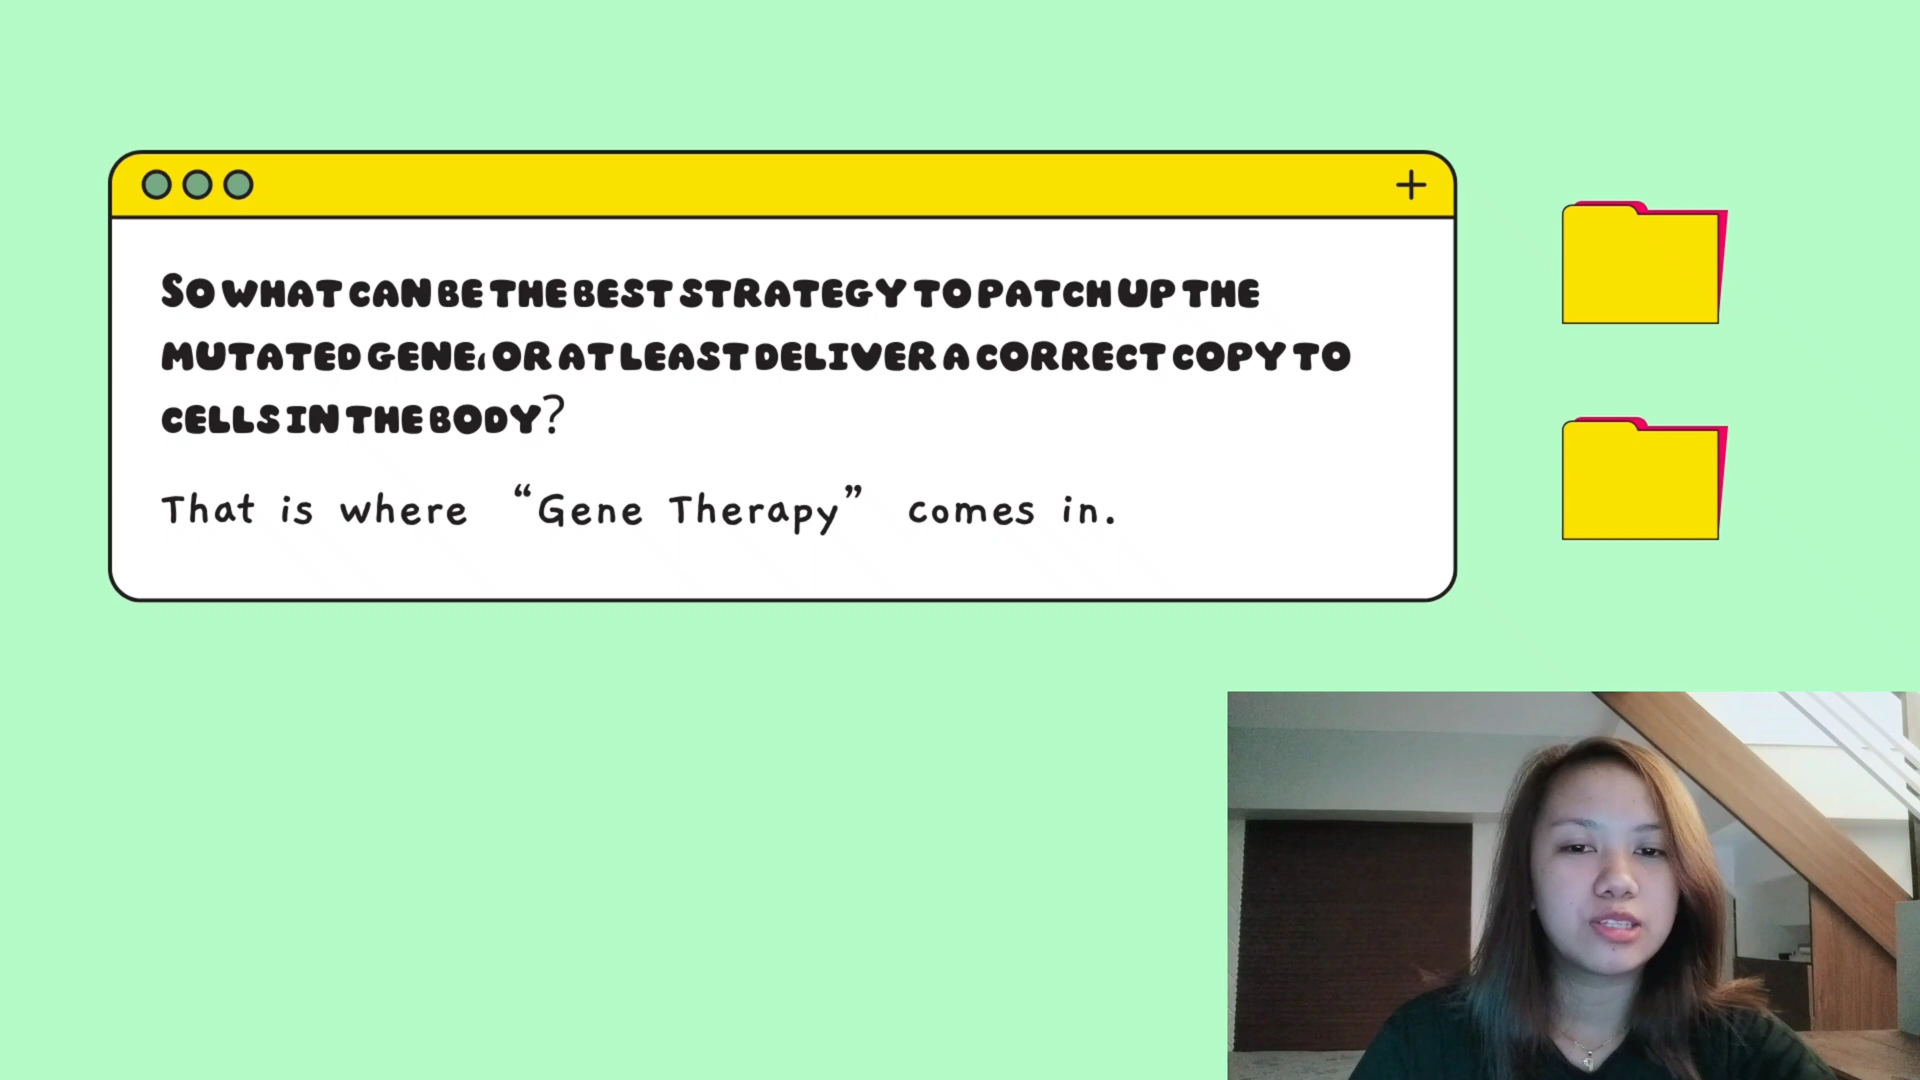 So what can be the best strategy to patch up the
mutated gene, or at least deliver a correct copy to
cells in the body?
That is where “Gene Therapy” comes in.